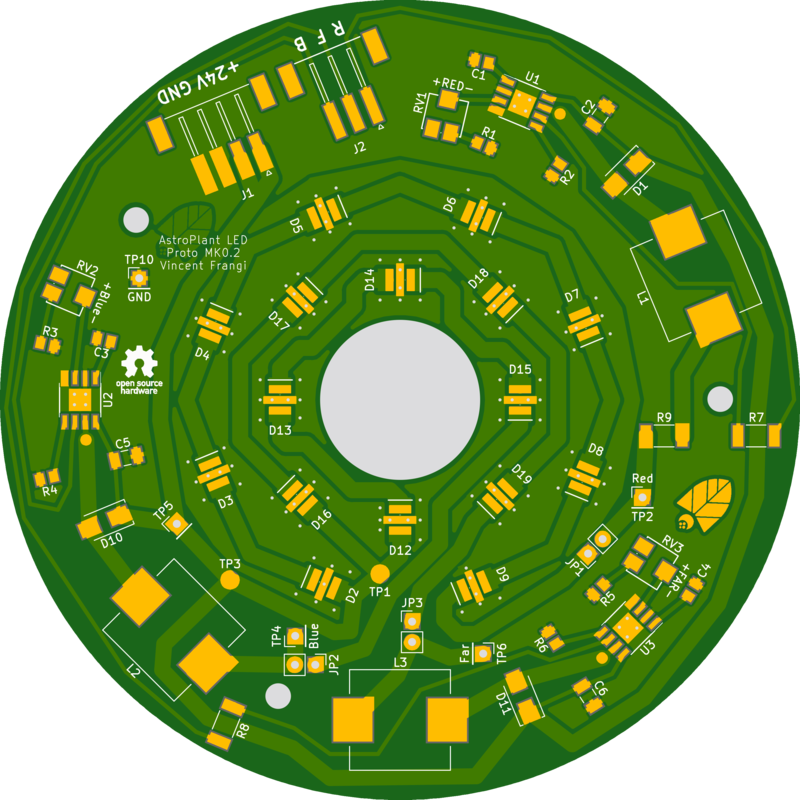 R F B
+24V GND
J2
J1
C1
U1
+RED-
RV1
R1
C2
R2
D1
D5
D6
AstroPlant LED
Proto MK0.2
Vincent Frangi
TP10
GND
RV2
+Blue-
R3
C3
open source
hardware
U2
C5
R4
D10
TP5
D14
D18
D17
D7
D4
L1
D15
D13
D8
D3
D16
D19
D12
R9
R7
Red
TP2
JP1
RV3
+FAR-
C4
R5
U3
R6
C6
D11
D9
D2
TP3
TP1
JP3
TP4
Blue
JP2
Far
TP6
L3
L2
R8